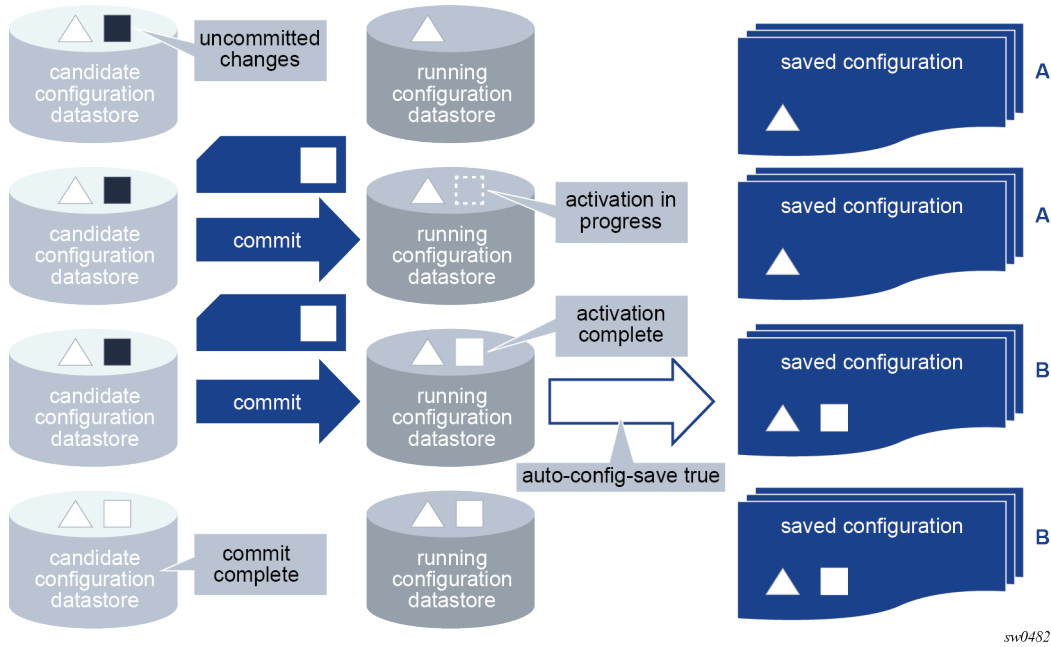 uncommitted
changes
candidate
configuration
datastore
running
configuration
datastore
saved configuration
A
candidate
configuration
datastore
commit
running
configuration
datastore
activation in
progress
saved configuration
A
candidate
configuration
datastore
commit
running
configuration
datastore
activation
complete
auto-config-save true
saved configuration
B
candidate
configuration
datastore
commit
complete
running
configuration
datastore
saved configuration
B
sw0482